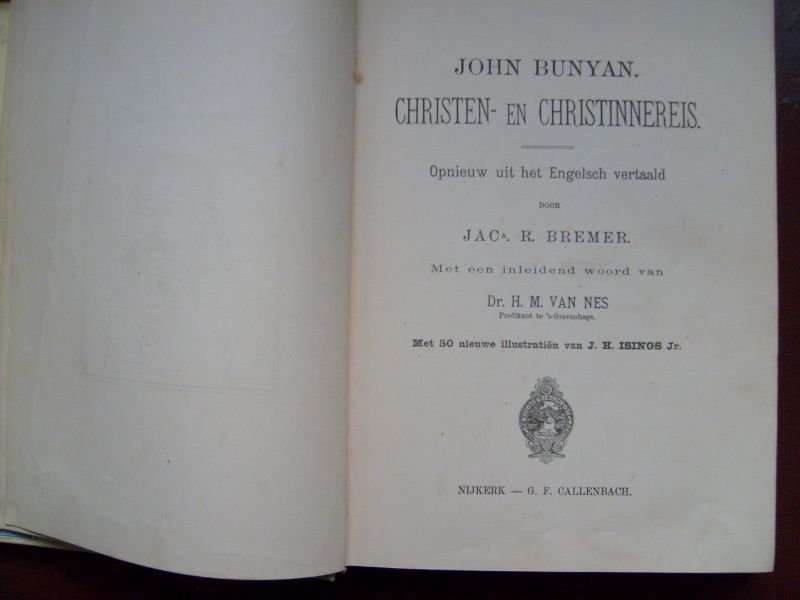 JOHN BUNYAN.
CHRISTEN- EN CHRISTINNEREIS.
Opnieuw uit het Engelsch vertaald
DOOR
JACᴬ. R. BREMER.
Met een inleidend woord van
Dr. H. M. VAN NES
Predikant te 's-Gravenhage.
Met 50 nieuwe illustratiën van J. H. ISINGS Jr.
NIJKERK — G. F. CALLENBACH.